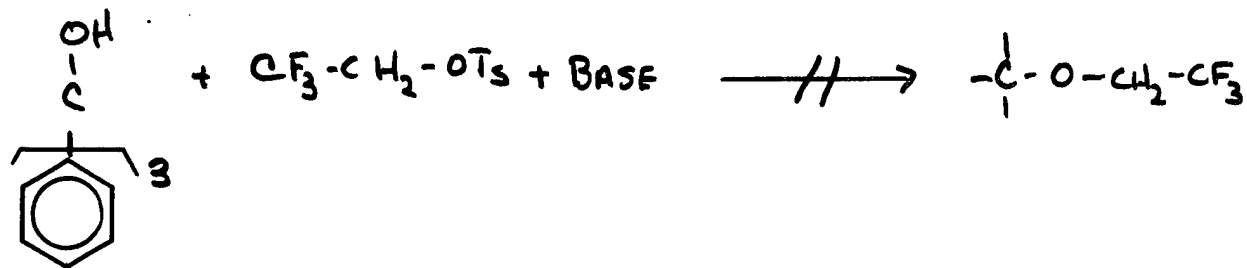 OH
C + CF3-CH2-OTs + BASE -C-O-CH2-CF3
3